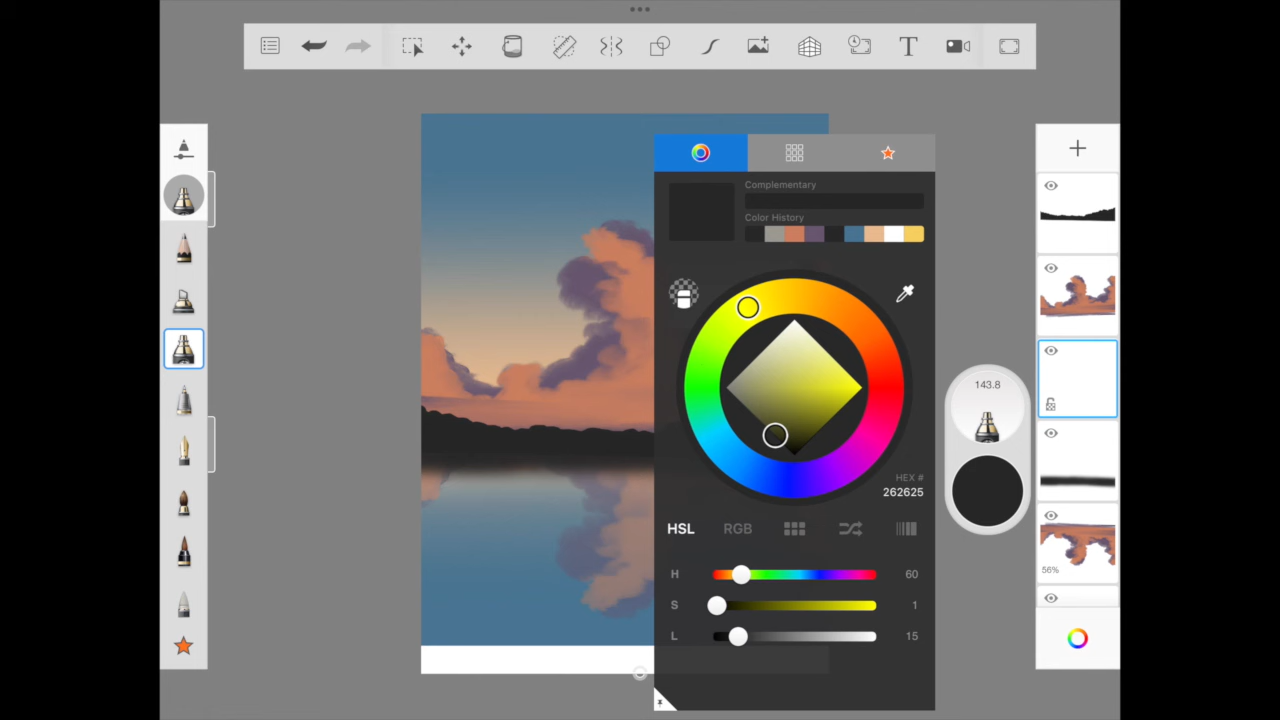 Complementary
Color History
143.8
HEX #
262625
HSL
RGB
H
60
S
1
L
15
56%